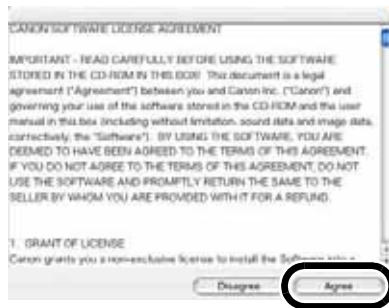 CANON SOFTWARE LICENSE AGREEMENT
IMPORTANT - READ CAREFULLY BEFORE USING THE SOFTWARE
STORED IN THE CD-ROM IN THIS BOX! This document is a legal
agreement ("Agreement") between you and Canon Inc. ("Canon") and
governing your use of the software stored in the CD-ROM and the user
manual in this box (including without limitation, sound data and image data,
correctively, the "Software"). BY USING THE SOFTWARE, YOU ARE
DEEMED TO HAVE BEEN AGREED TO THE TERMS OF THIS AGREEMENT.
IF YOU DO NOT AGREE TO THE TERMS OF THIS AGREEMENT, DO NOT
USE THE SOFTWARE AND PROMPTLY RETURN THE SAME TO THE
SELLER BY WHOM YOU ARE PROVIDED WITH IT FOR A REFUND.
1. GRANT OF LICENSE
Canon grants you a non-exclusive license to install the Software into a
Disagree Agree